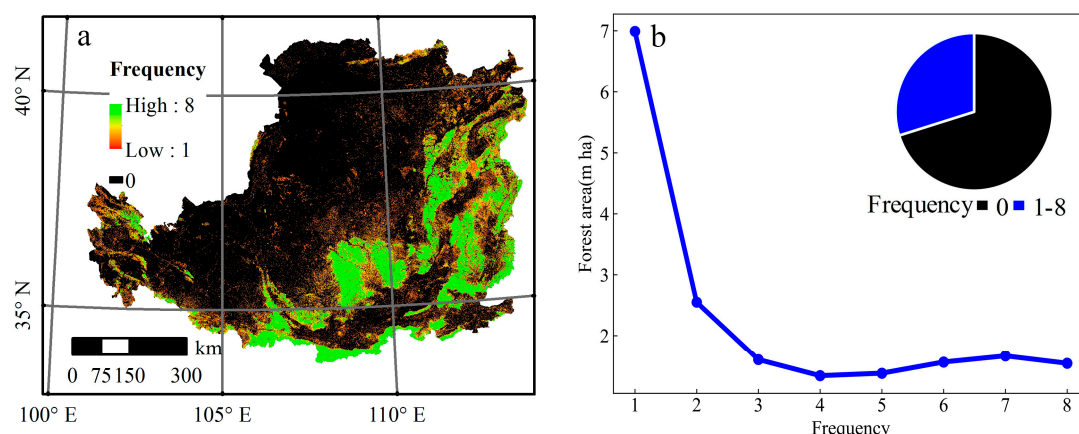 a
Frequency
High : 8
Low : 1
0
40° N
35° N
km
0 75 150 300
100° E 105° E 110° E
b
7
6
5
4
3
2
Forest area(m ha)
Frequency 0 1-8
1 2 3 4 5 6 7 8
Frequency